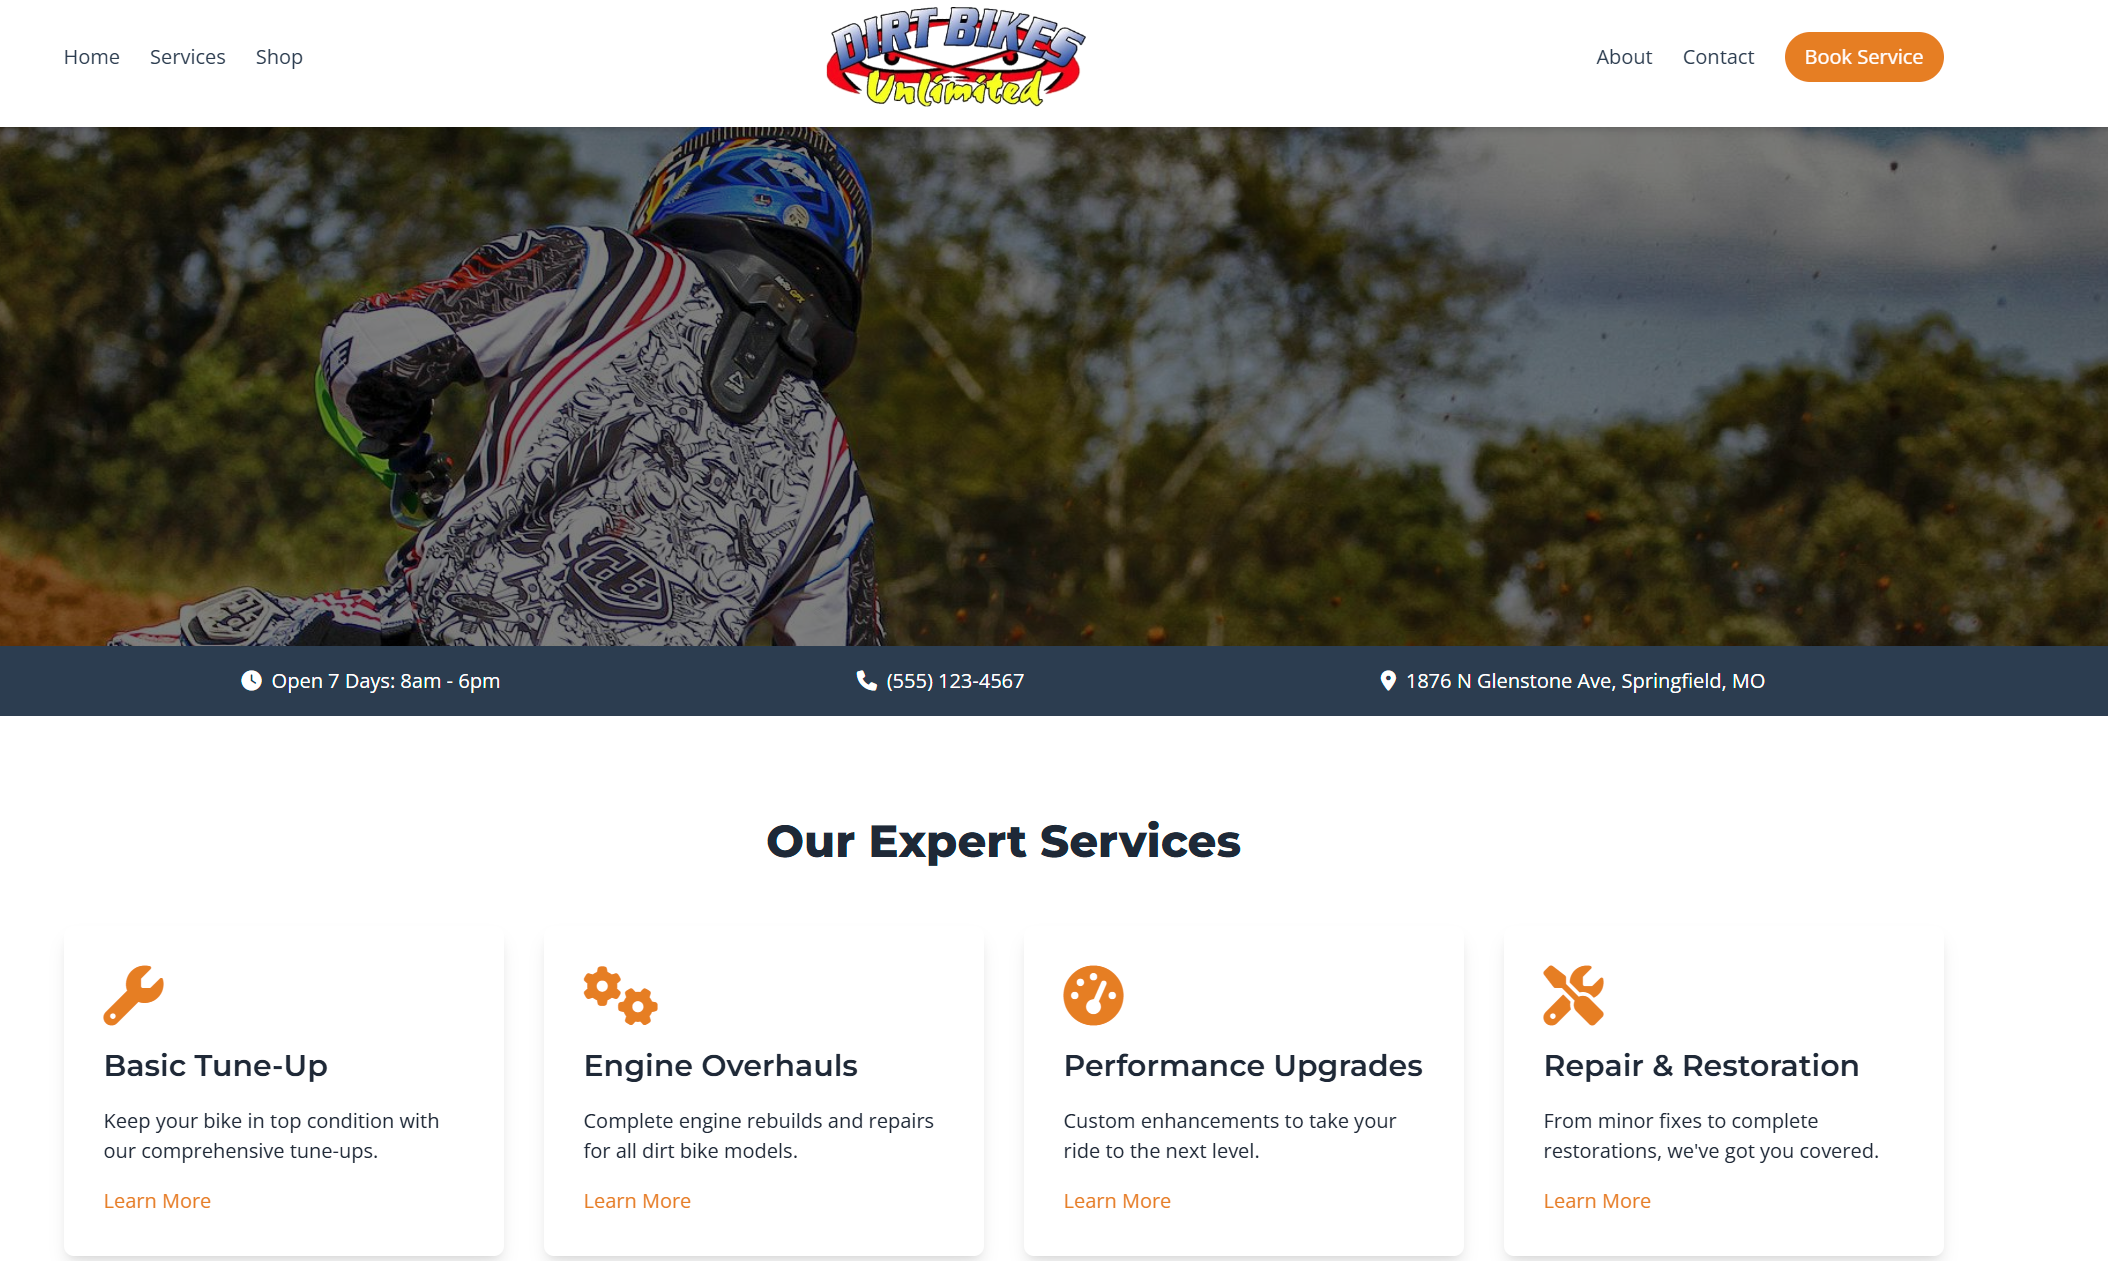 Home Services Shop
DIRT BIKES
Unlimited
About Contact Book Service
Moto GPX
TLD
Open 7 Days: 8am - 6pm
(555) 123-4567
1876 N Glenstone Ave, Springfield, MO
Our Expert Services
Basic Tune-Up
Keep your bike in top condition with
our comprehensive tune-ups.
Learn More
Engine Overhauls
Complete engine rebuilds and repairs
for all dirt bike models.
Learn More
Performance Upgrades
Custom enhancements to take your
ride to the next level.
Learn More
Repair & Restoration
From minor fixes to complete
restorations, we've got you covered.
Learn More